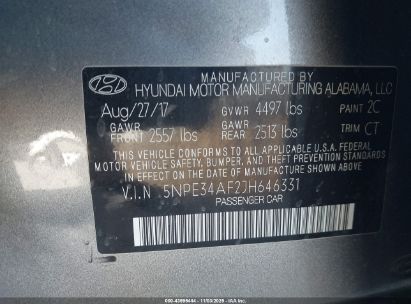 MANUFACTURED BY
HYUNDAI MOTOR MANUFACTURING ALABAMA, LLC
Aug/27/17 GVWR 4497 lbs PAINT 2C
GAWR FRONT 2557 lbs GAWR REAR 2513 lbs TRIM CT
THIS VEHICLE CONFORMS TO ALL APPLICABLE U.S.A FEDERAL
MOTOR VEHICLE SAFETY, BUMPER, AND THEFT PREVENTION
STANDARDS IN EFFECT ON THE DATE OF MANUFACTURE SHOWN ABOVE.
V.I.N 5NPE34AF2JH646331
PASSENGER CAR